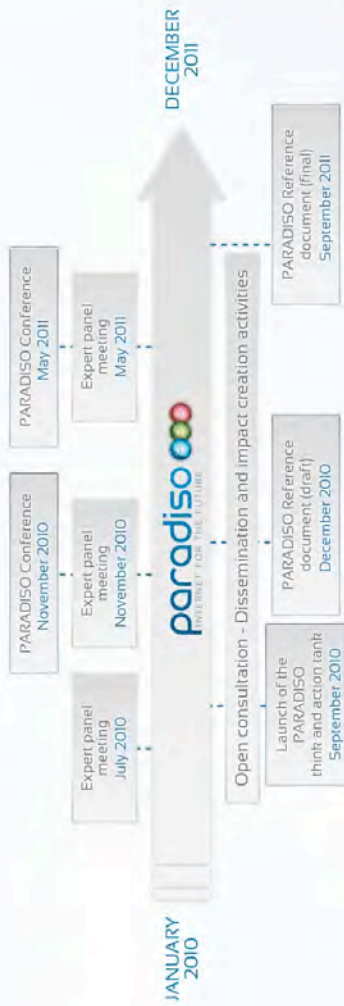 PARADISO Conference
November 2010
PARADISO Conference
May 2011
Expert panel
meeting
July 2010
Expert panel
meeting
November 2010
Expert panel
meeting
May 2011
JANUARY
2010
paradiso
INTERNET FOR THE FUTURE
DECEMBER
2011
Open consultation - Dissemination and impact creation activities
Launch of the
PARADISO
think and action tank
September 2010
PARADISO Reference
document (draft)
December 2010
PARADISO Reference
document (final)
September 2011